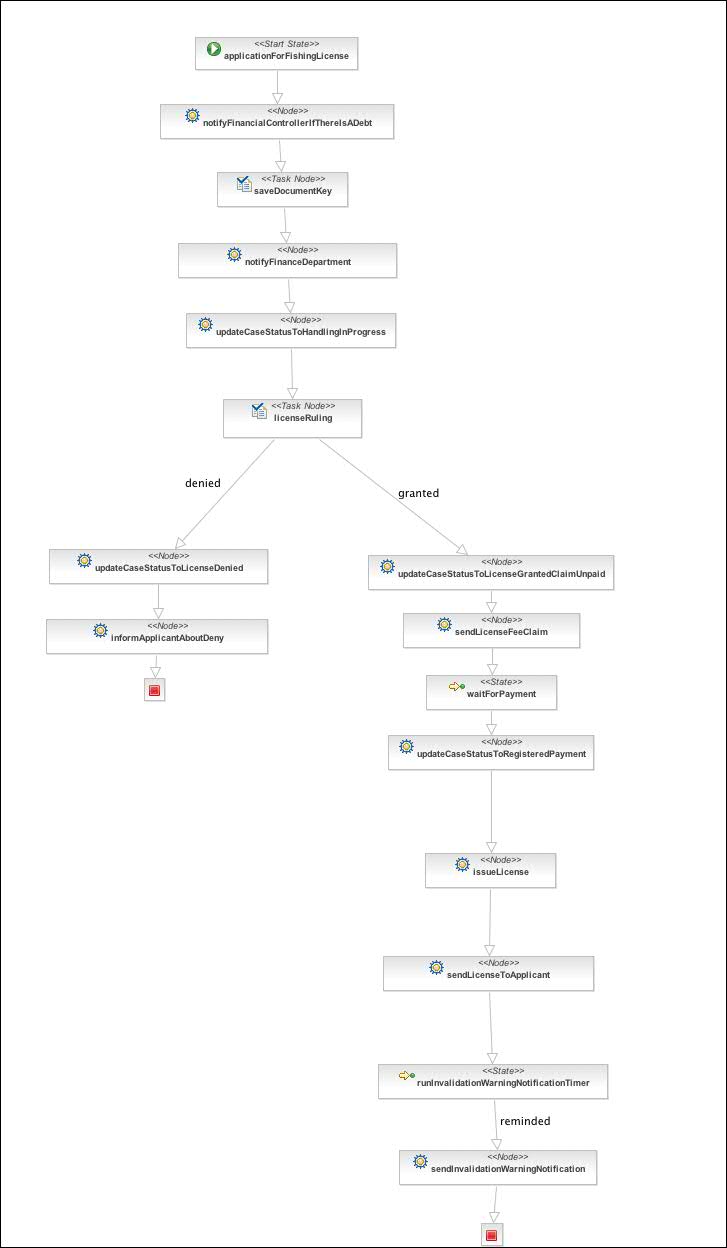 <<Start State>>
applicationForFishingLicense
<<Node>>
notifyFinancialControllerIfThereIsADebt
<<Task Node>>
saveDocumentKey
<<Node>>
notifyFinanceDepartment
<<Node>>
updateCaseStatusToHandlingInProgress
<<Task Node>>
licenseRuling
denied
granted
<<Node>>
updateCaseStatusToLicenseDenied
<<Node>>
informApplicantAboutDeny
<<Node>>
updateCaseStatusToLicenseGrantedClaimUnpaid
<<Node>>
sendLicenseFeeClaim
<<State>>
waitForPayment
<<Node>>
updateCaseStatusToRegisteredPayment
<<Node>>
issueLicense
<<Node>>
sendLicenseToApplicant
<<State>>
runInvalidationWarningNotificationTimer
reminded
<<Node>>
sendInvalidationWarningNotification